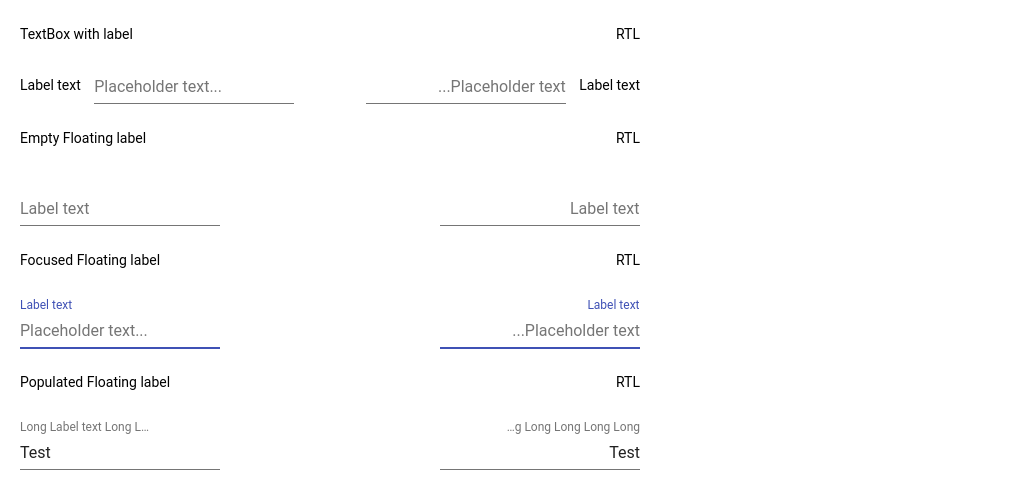 TextBox with label RTL
Label text Placeholder text... ...Placeholder text Label text
Empty Floating label RTL
Label text Label text
Focused Floating label RTL
Label text Label text
Placeholder text... ...Placeholder text
Populated Floating label RTL
Long Label text Long L... ...g Long Long Long Long
Test Test